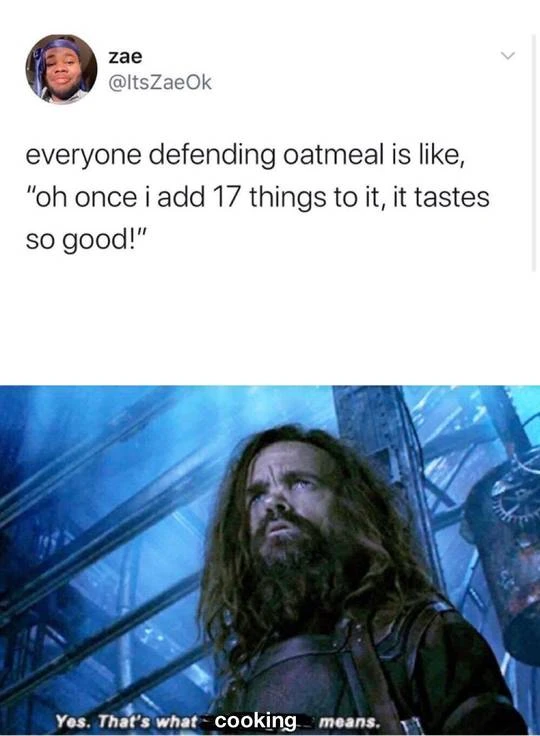 zae
@ItsZaeOk
everyone defending oatmeal is like,
"oh once i add 17 things to it, it tastes
so good!"
Yes. That's what cooking means.